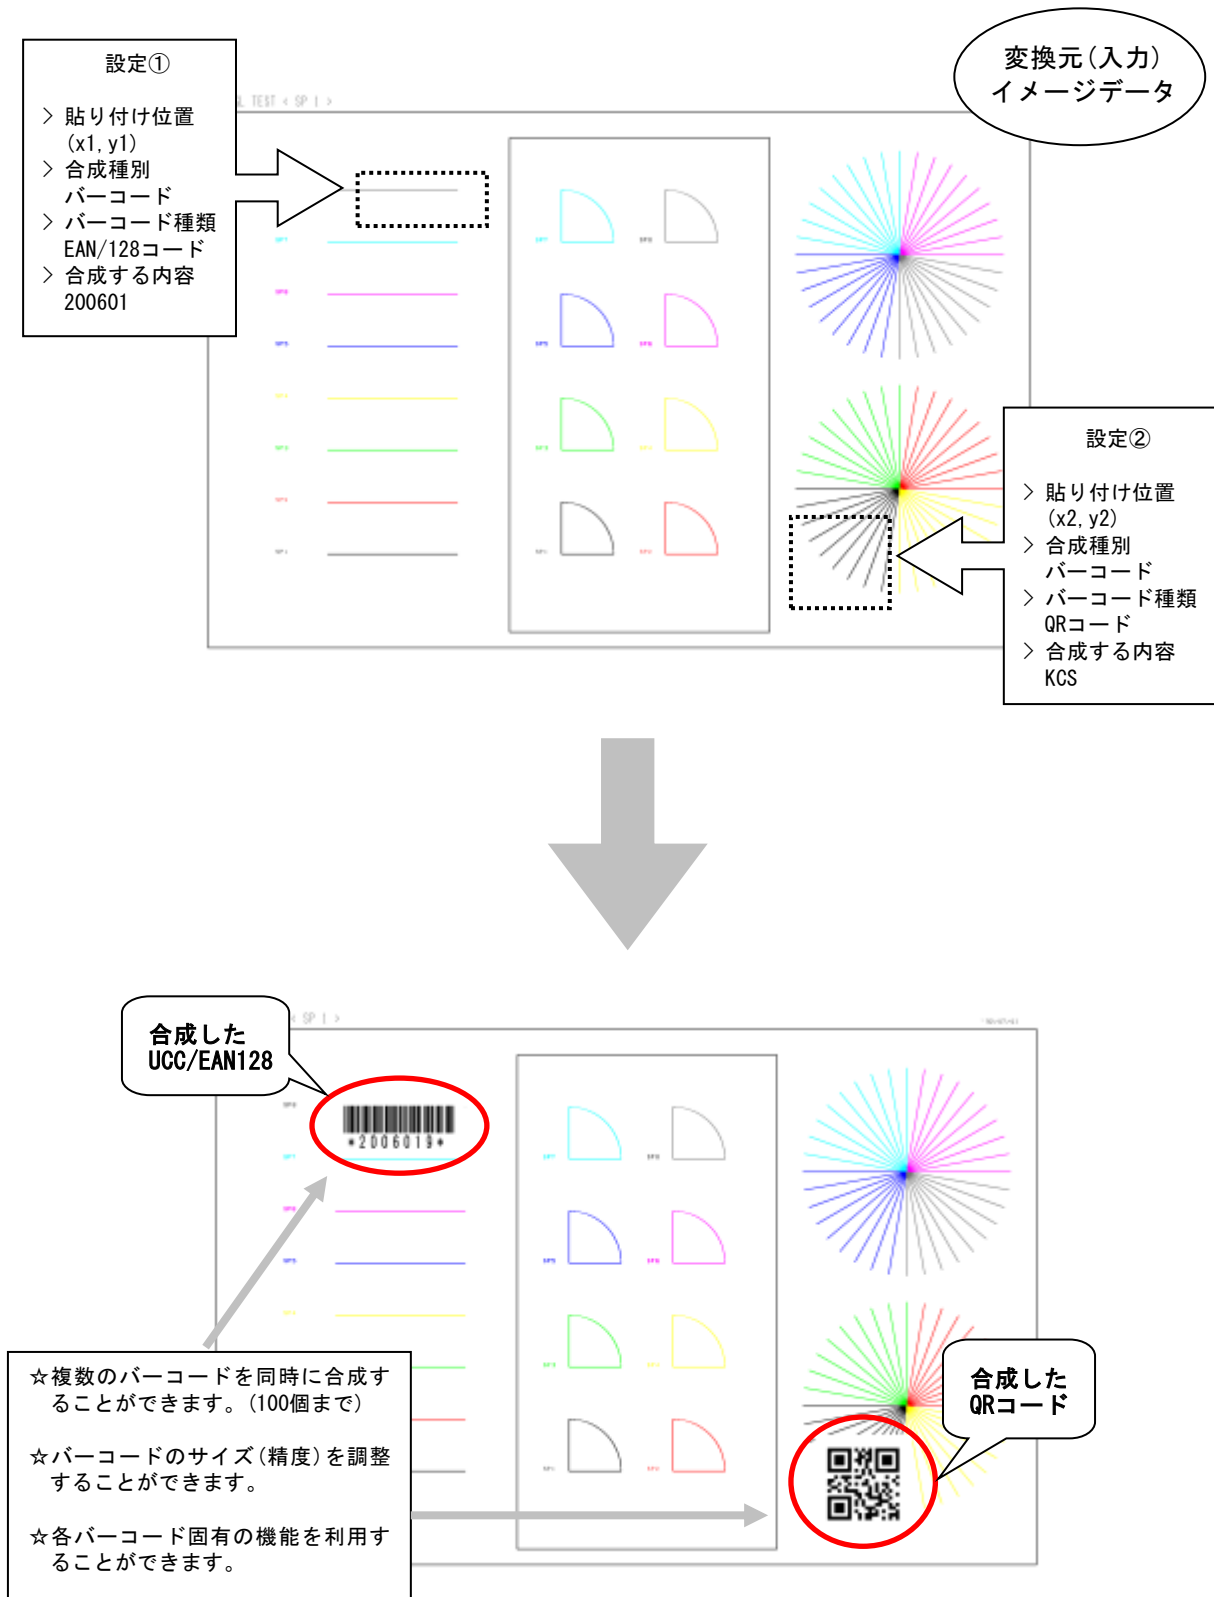 変換元(入力)
イメージデータ
設定①
> 貼り付け位置
(x1, y1)
> 合成種別
バーコード
> バーコード種類
EAN/128コード
> 合成する内容
200601
L TEST < SP 1 >
設定②
> 貼り付け位置
(x2, y2)
> 合成種別
バーコード
> バーコード種類
QRコード
> 合成する内容
KCS
合成した
UCC/EAN128
< SP 1 >
*2006019*
☆複数のバーコードを同時に合成す
ることができます。(100個まで)
☆バーコードのサイズ(精度)を調整
することができます。
☆各バーコード固有の機能を利用す
ることができます。
合成した
QRコード